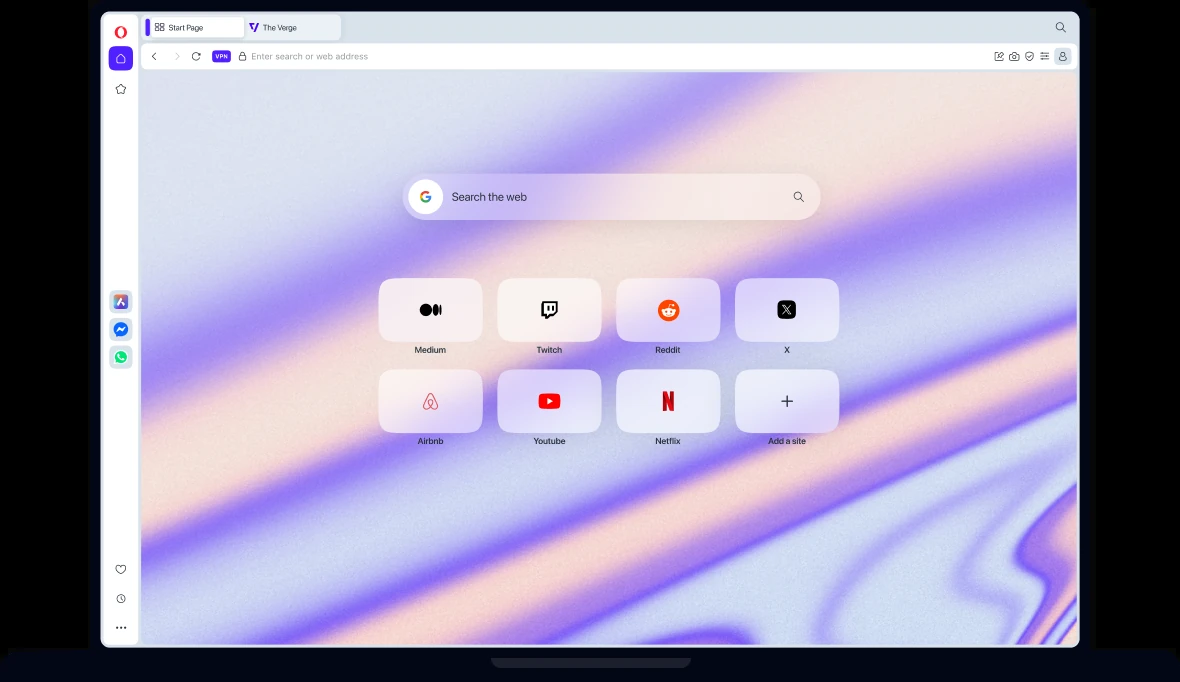 Start Page
The Verge
VPN
Enter search or web address
Search the web
Medium
Twitch
Reddit
X
Airbnb
Youtube
Netflix
Add a site